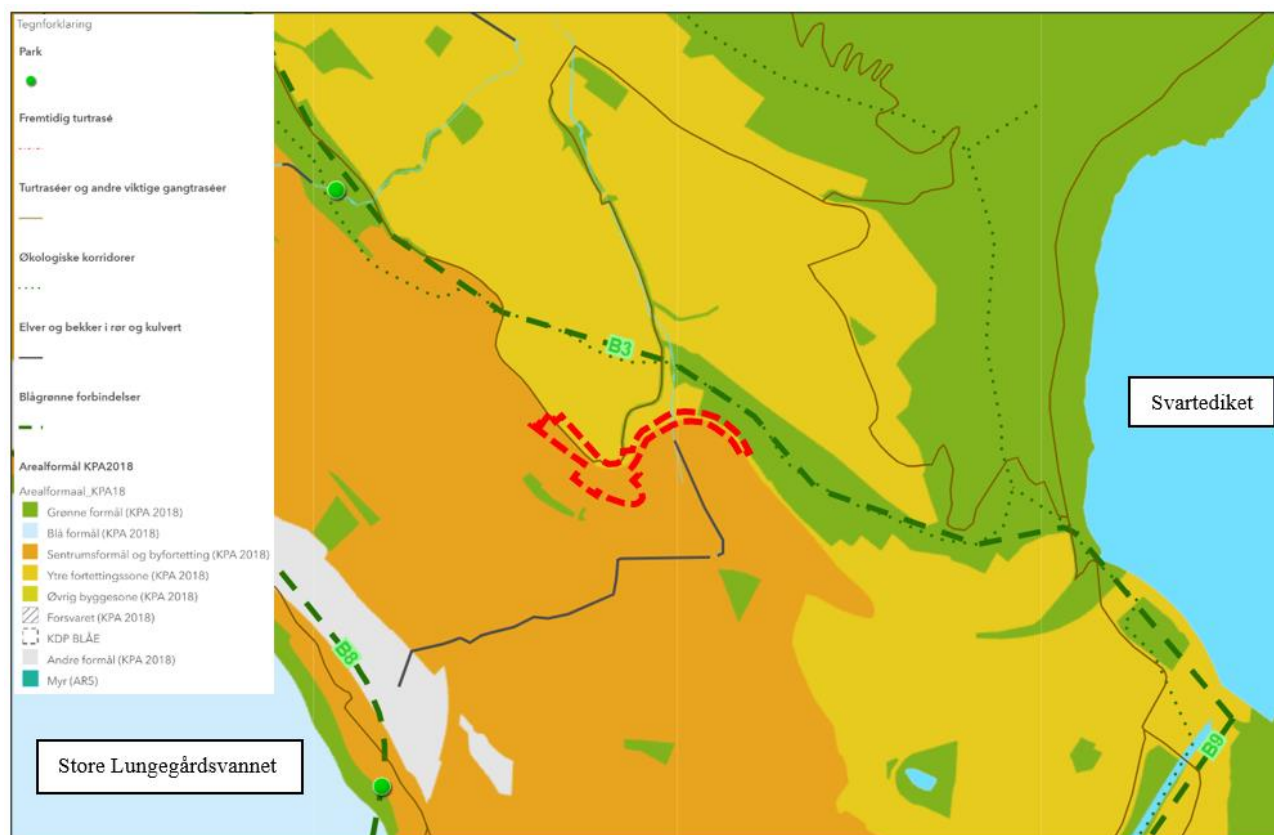 Tegnforklaring
Park
Fremtidig turtrasé
Turtraséer og andre viktige gangtraséer
Økologiske korridorer
Elver og bekker i rør og kulvert
Blågrønne forbindelser
Arealformål KPA2018
Arealformaal_KPA18
Grønne formål (KPA 2018)
Blå formål (KPA 2018)
Sentrumsformål og byfortetting (KPA 2018)
Ytre fortettingssone (KPA 2018)
Øvrig byggesone (KPA 2018)
Forsvaret (KPA 2018)
KDP BLÅE
Andre formål (KPA 2018)
Myr (AR5)
B3
Svartediket
B8
B9
Store Lungegårdsvannet